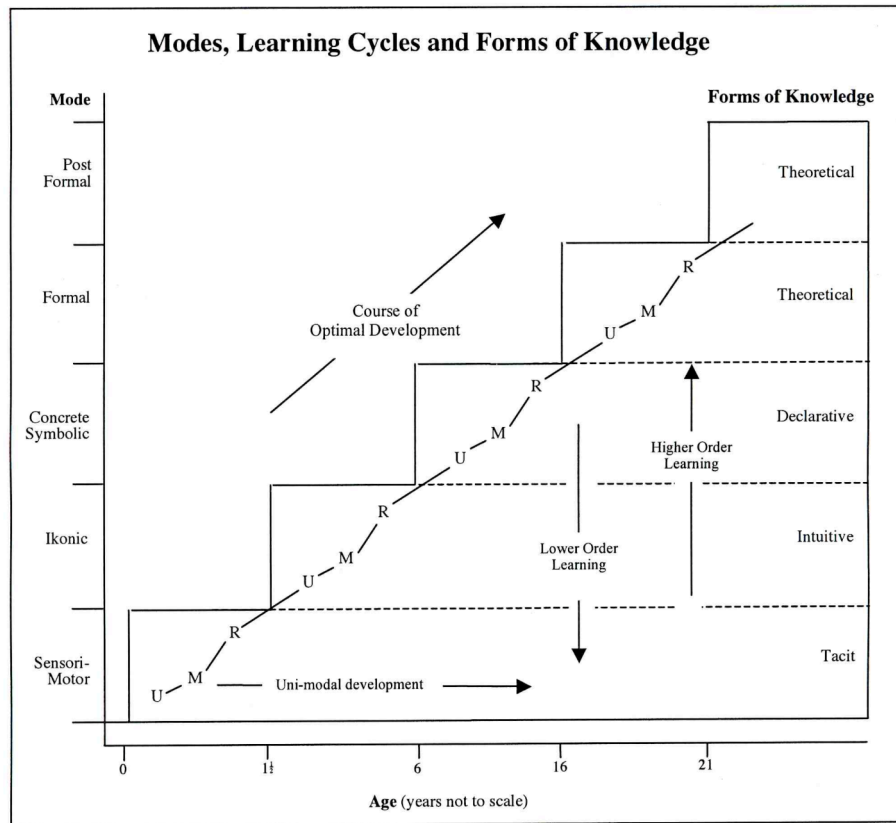 Modes, Learning Cycles and Forms of Knowledge
Mode
Forms of Knowledge
Post
Formal
Theoretical
R
Formal
Course of
Optimal Development
M
Theoretical
U
R
Concrete
Symbolic
M
Declarative
U
Higher Order
Learning
R
Ikonic
M
Lower Order
Learning
Intuitive
U
R
Sensori-
Motor
M
Uni-modal development
Tacit
U
0
1½
6
16
21
Age (years not to scale)